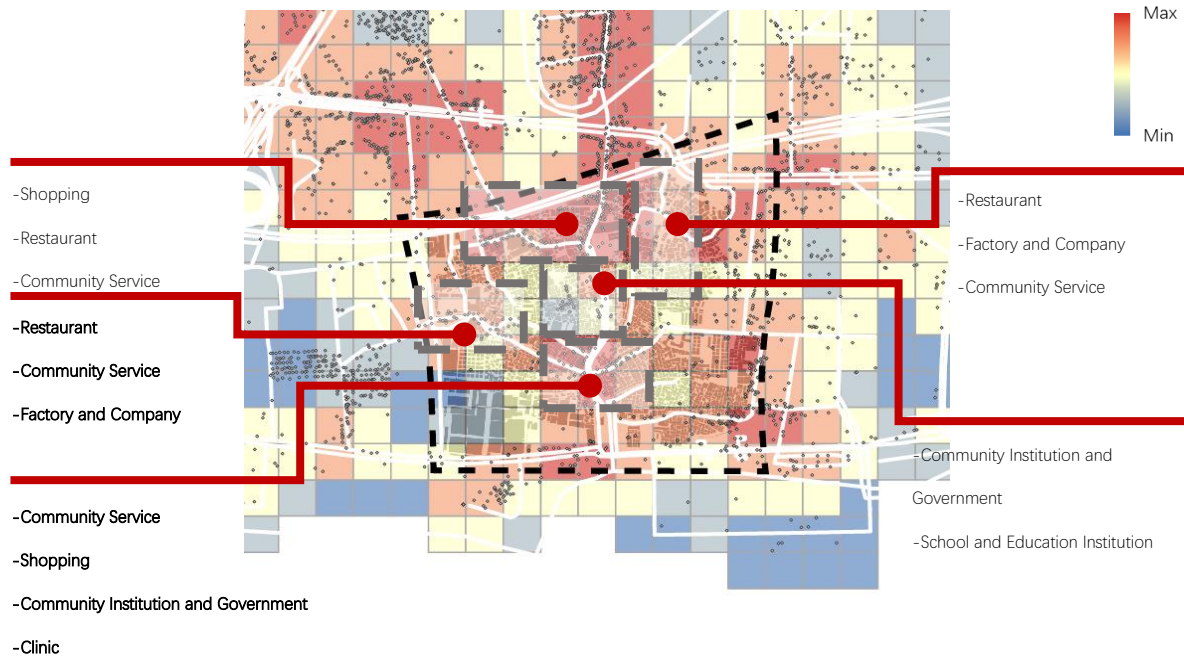 Max
Min
-Shopping
-Restaurant
-Community Service
-Restaurant
-Community Service
-Factory and Company
-Community Service
-Shopping
-Community Institution and Government
-Clinic
-Restaurant
-Factory and Company
-Community Service
-Community Institution and
Government
-School and Education Institution